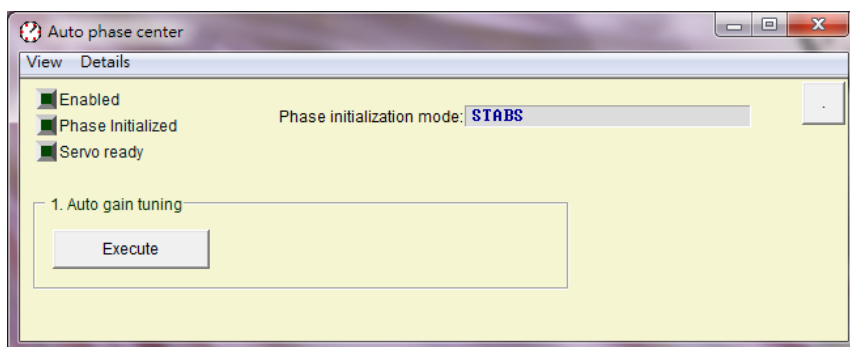 Auto phase center
View Details
Enabled
Phase Initialized
Servo ready
Phase initialization mode: STABS
.
1. Auto gain tuning
Execute